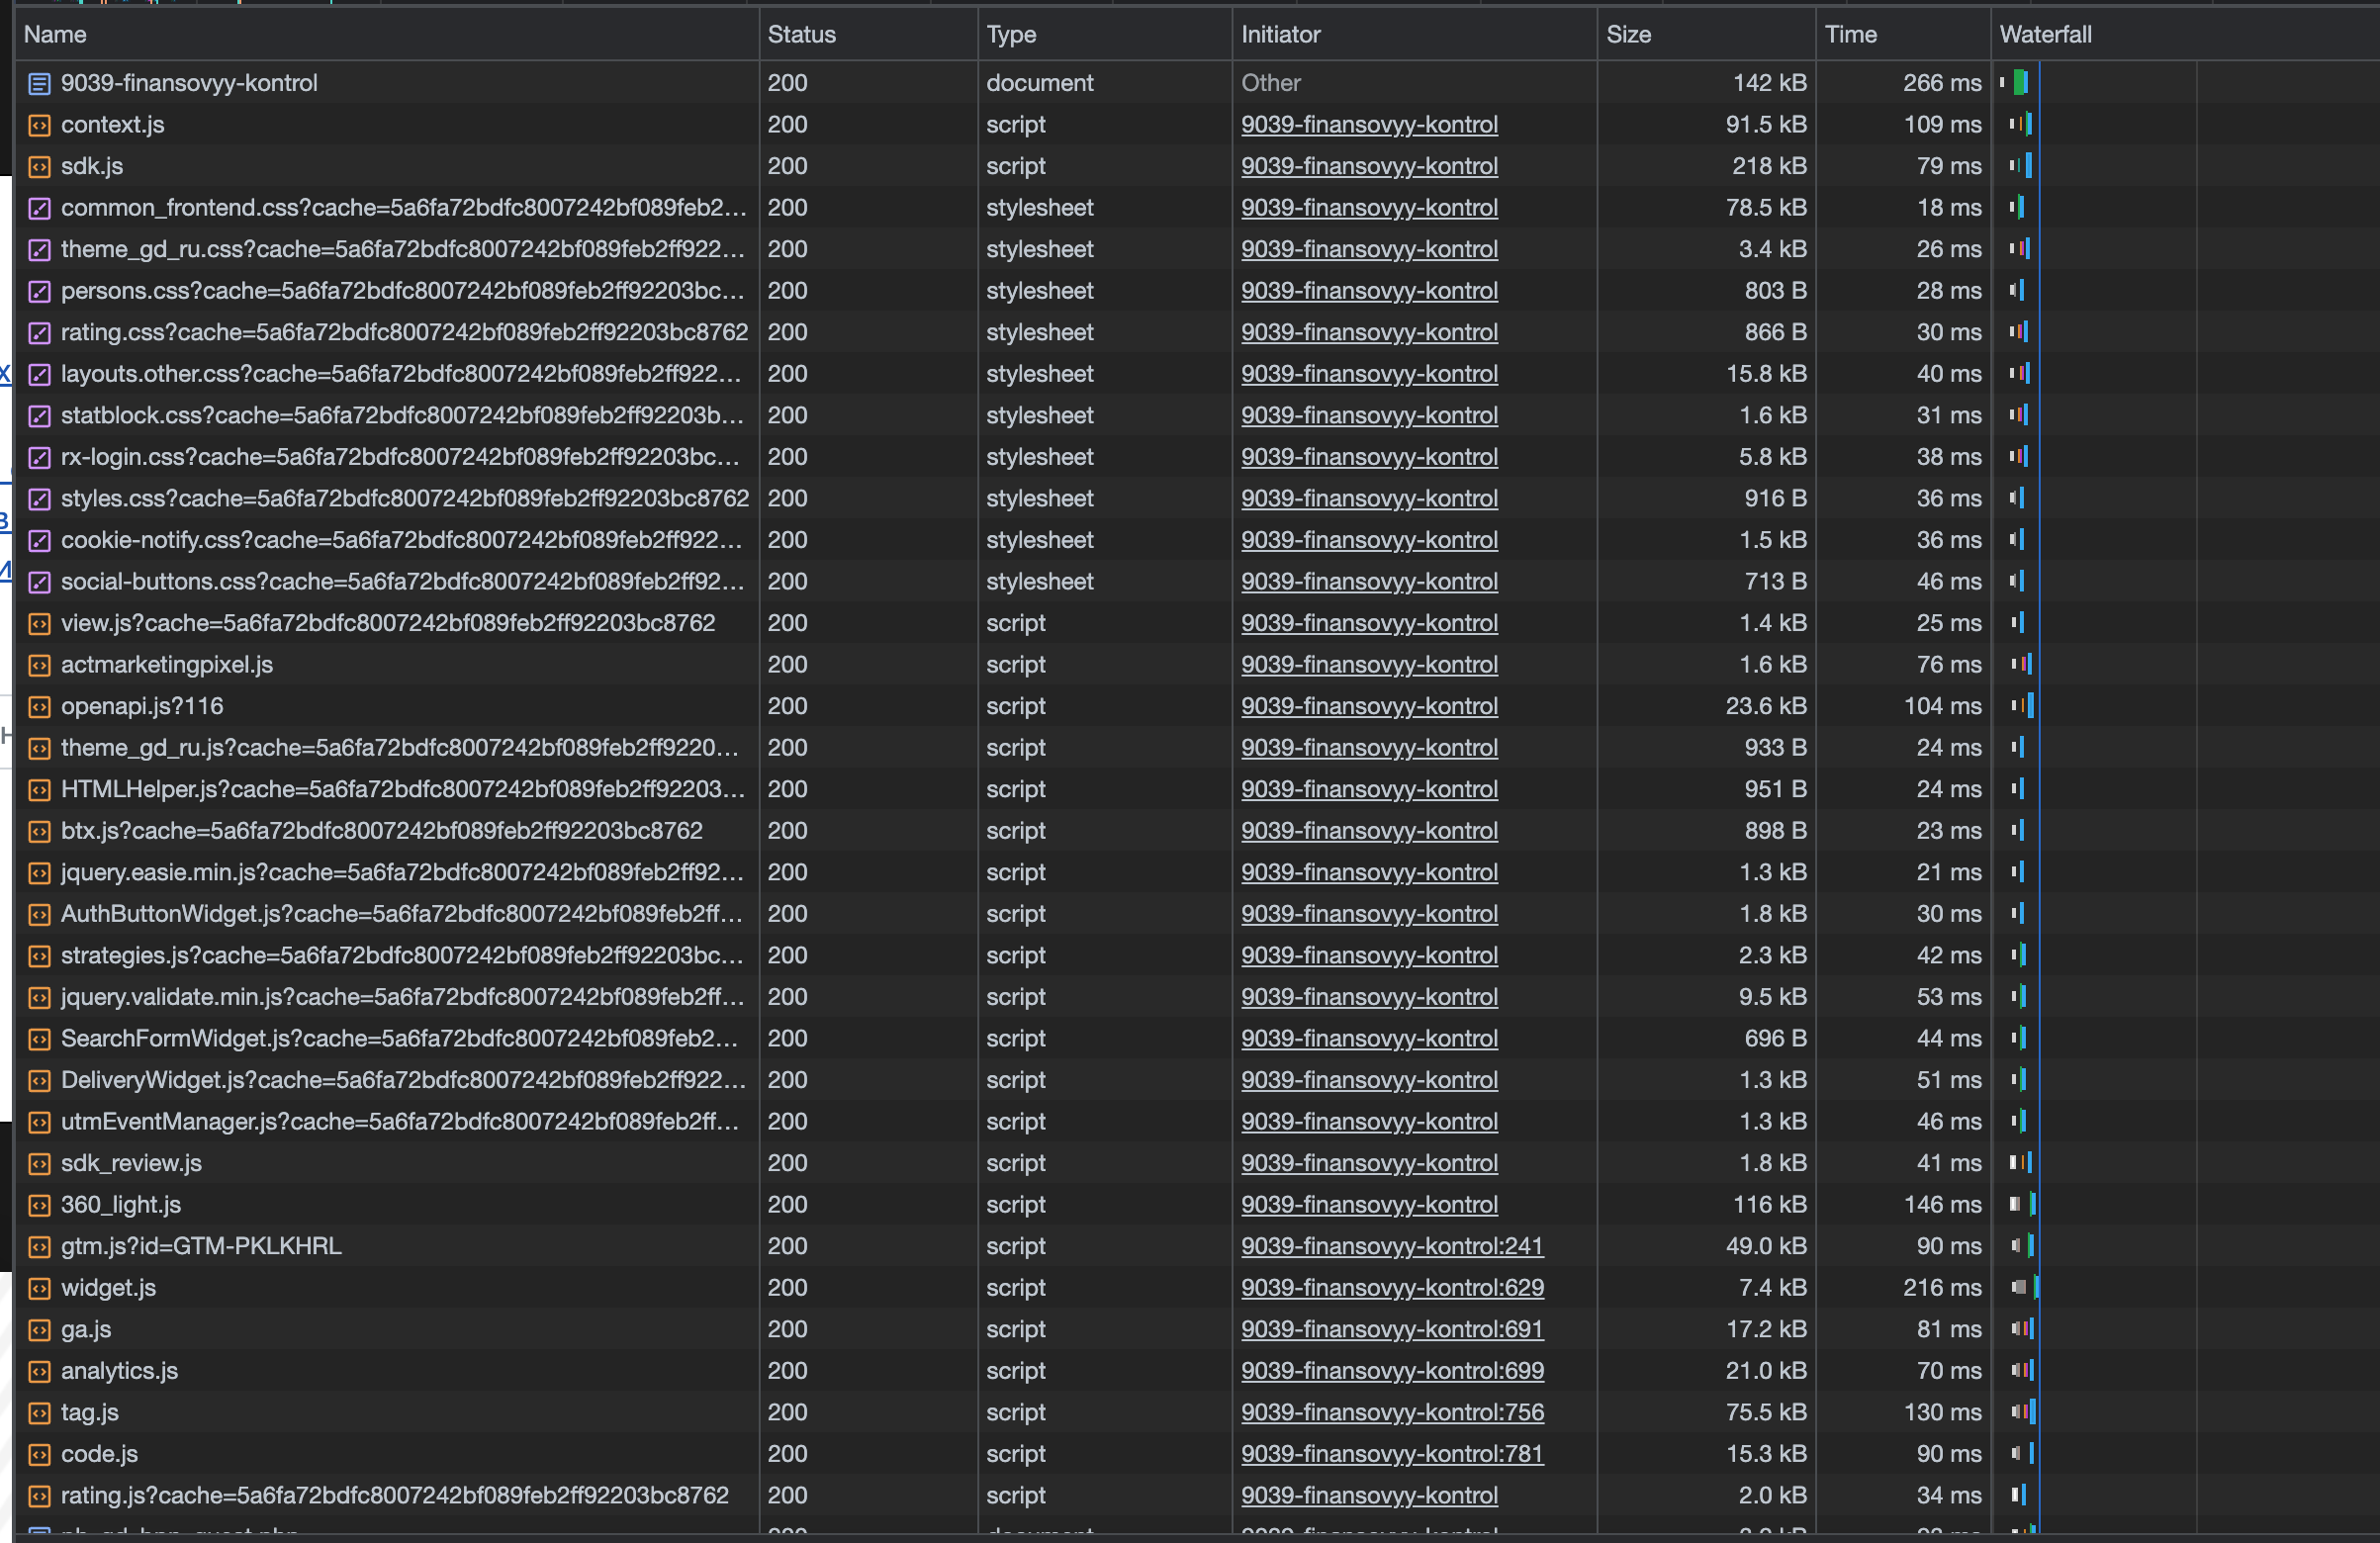 Name Status Type Initiator Size Time Waterfall
9039-finansovyy-kontrol 200 document Other 142 kB 266 ms
context.js 200 script 9039-finansovyy-kontrol 91.5 kB 109 ms
sdk.js 200 script 9039-finansovyy-kontrol 218 kB 79 ms
common_frontend.css?cache=5a6fa72bdfc8007242bf089feb2... 200 stylesheet 9039-finansovyy-kontrol 78.5 kB 18 ms
theme_gd_ru.css?cache=5a6fa72bdfc8007242bf089feb2ff922... 200 stylesheet 9039-finansovyy-kontrol 3.4 kB 26 ms
persons.css?cache=5a6fa72bdfc8007242bf089feb2ff92203bc... 200 stylesheet 9039-finansovyy-kontrol 803 B 28 ms
rating.css?cache=5a6fa72bdfc8007242bf089feb2ff92203bc8762 200 stylesheet 9039-finansovyy-kontrol 866 B 30 ms
layouts.other.css?cache=5a6fa72bdfc8007242bf089feb2ff922... 200 stylesheet 9039-finansovyy-kontrol 15.8 kB 40 ms
statblock.css?cache=5a6fa72bdfc8007242bf089feb2ff92203b... 200 stylesheet 9039-finansovyy-kontrol 1.6 kB 31 ms
rx-login.css?cache=5a6fa72bdfc8007242bf089feb2ff92203bc... 200 stylesheet 9039-finansovyy-kontrol 5.8 kB 38 ms
styles.css?cache=5a6fa72bdfc8007242bf089feb2ff92203bc8762 200 stylesheet 9039-finansovyy-kontrol 916 B 36 ms
cookie-notify.css?cache=5a6fa72bdfc8007242bf089feb2ff922... 200 stylesheet 9039-finansovyy-kontrol 1.5 kB 36 ms
social-buttons.css?cache=5a6fa72bdfc8007242bf089feb2ff92... 200 stylesheet 9039-finansovyy-kontrol 713 B 46 ms
view.js?cache=5a6fa72bdfc8007242bf089feb2ff92203bc8762 200 script 9039-finansovyy-kontrol 1.4 kB 25 ms
actmarketingpixel.js 200 script 9039-finansovyy-kontrol 1.6 kB 76 ms
openapi.js?116 200 script 9039-finansovyy-kontrol 23.6 kB 104 ms
theme_gd_ru.js?cache=5a6fa72bdfc8007242bf089feb2ff9220... 200 script 9039-finansovyy-kontrol 933 B 24 ms
HTMLHelper.js?cache=5a6fa72bdfc8007242bf089feb2ff92203... 200 script 9039-finansovyy-kontrol 951 B 24 ms
btx.js?cache=5a6fa72bdfc8007242bf089feb2ff92203bc8762 200 script 9039-finansovyy-kontrol 898 B 23 ms
jquery.easie.min.js?cache=5a6fa72bdfc8007242bf089feb2ff92... 200 script 9039-finansovyy-kontrol 1.3 kB 21 ms
AuthButtonWidget.js?cache=5a6fa72bdfc8007242bf089feb2ff... 200 script 9039-finansovyy-kontrol 1.8 kB 30 ms
strategies.js?cache=5a6fa72bdfc8007242bf089feb2ff92203bc... 200 script 9039-finansovyy-kontrol 2.3 kB 42 ms
jquery.validate.min.js?cache=5a6fa72bdfc8007242bf089feb2ff... 200 script 9039-finansovyy-kontrol 9.5 kB 53 ms
SearchFormWidget.js?cache=5a6fa72bdfc8007242bf089feb2... 200 script 9039-finansovyy-kontrol 696 B 44 ms
DeliveryWidget.js?cache=5a6fa72bdfc8007242bf089feb2ff922... 200 script 9039-finansovyy-kontrol 1.3 kB 51 ms
utmEventManager.js?cache=5a6fa72bdfc8007242bf089feb2ff... 200 script 9039-finansovyy-kontrol 1.3 kB 46 ms
sdk_review.js 200 script 9039-finansovyy-kontrol 1.8 kB 41 ms
360_light.js 200 script 9039-finansovyy-kontrol 116 kB 146 ms
gtm.js?id=GTM-PKLKHRL 200 script 9039-finansovyy-kontrol:241 49.0 kB 90 ms
widget.js 200 script 9039-finansovyy-kontrol:629 7.4 kB 216 ms
ga.js 200 script 9039-finansovyy-kontrol:691 17.2 kB 81 ms
analytics.js 200 script 9039-finansovyy-kontrol:699 21.0 kB 70 ms
tag.js 200 script 9039-finansovyy-kontrol:756 75.5 kB 130 ms
code.js 200 script 9039-finansovyy-kontrol:781 15.3 kB 90 ms
rating.js?cache=5a6fa72bdfc8007242bf089feb2ff92203bc8762 200 script 9039-finansovyy-kontrol 2.0 kB 34 ms